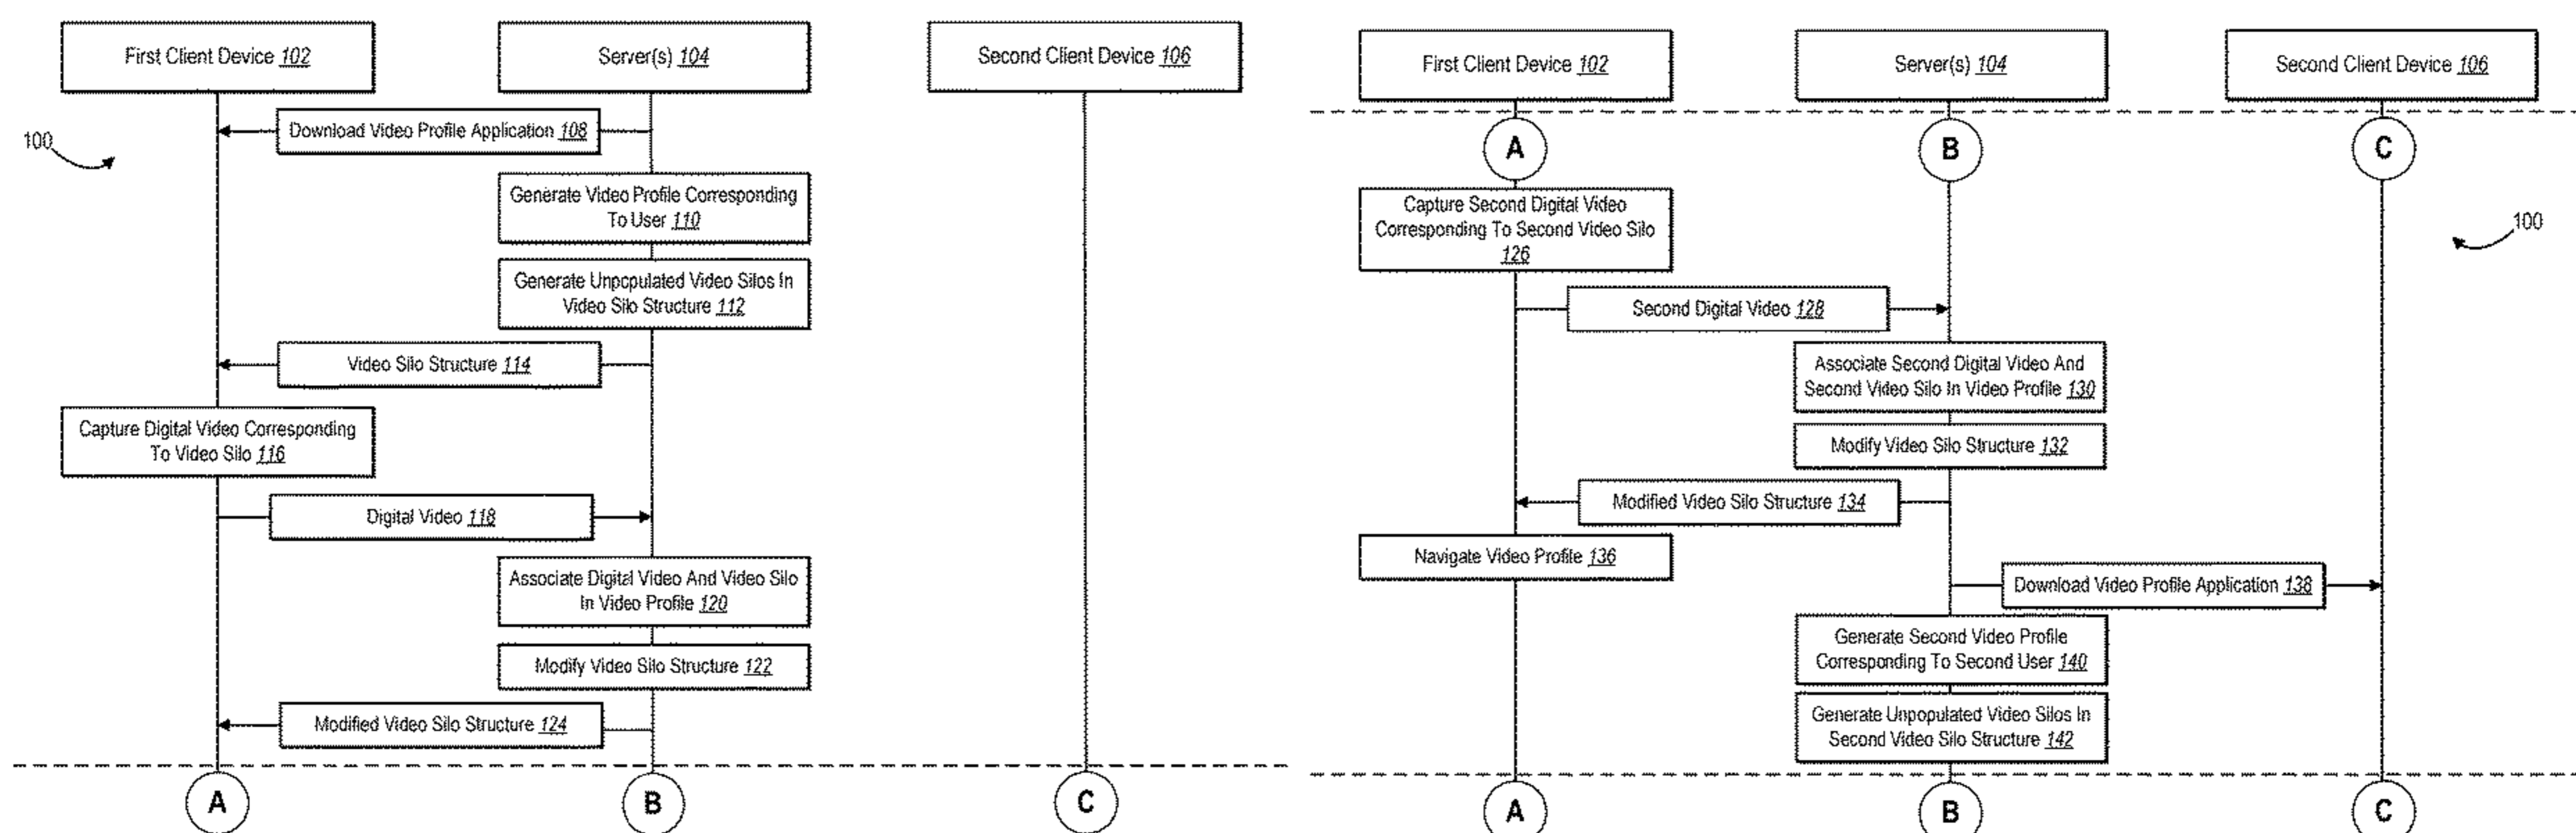 First Client Device 102
Server(s) 104
Second Client Device 106
100
Download Video Profile Application 108
Generate Video Profile Corresponding
To User 110
Generate Unpopulated Video Silos In
Video Silo Structure 112
Video Silo Structure 114
Capture Digital Video Corresponding
To Video Silo 116
Digital Video 118
Associate Digital Video And Video Silo
In Video Profile 120
Modify Video Silo Structure 122
Modified Video Silo Structure 124
A
B
C
First Client Device 102
Server(s) 104
Second Client Device 106
A
B
C
100
Capture Second Digital Video
Corresponding To Second Video Silo
126
Second Digital Video 128
Associate Second Digital Video And
Second Video Silo In Video Profile 130
Modify Video Silo Structure 132
Modified Video Silo Structure 134
Navigate Video Profile 136
Download Video Profile Application 138
Generate Second Video Profile
Corresponding To Second User 140
Generate Unpopulated Video Silos In
Second Video Silo Structure 142
A
B
C